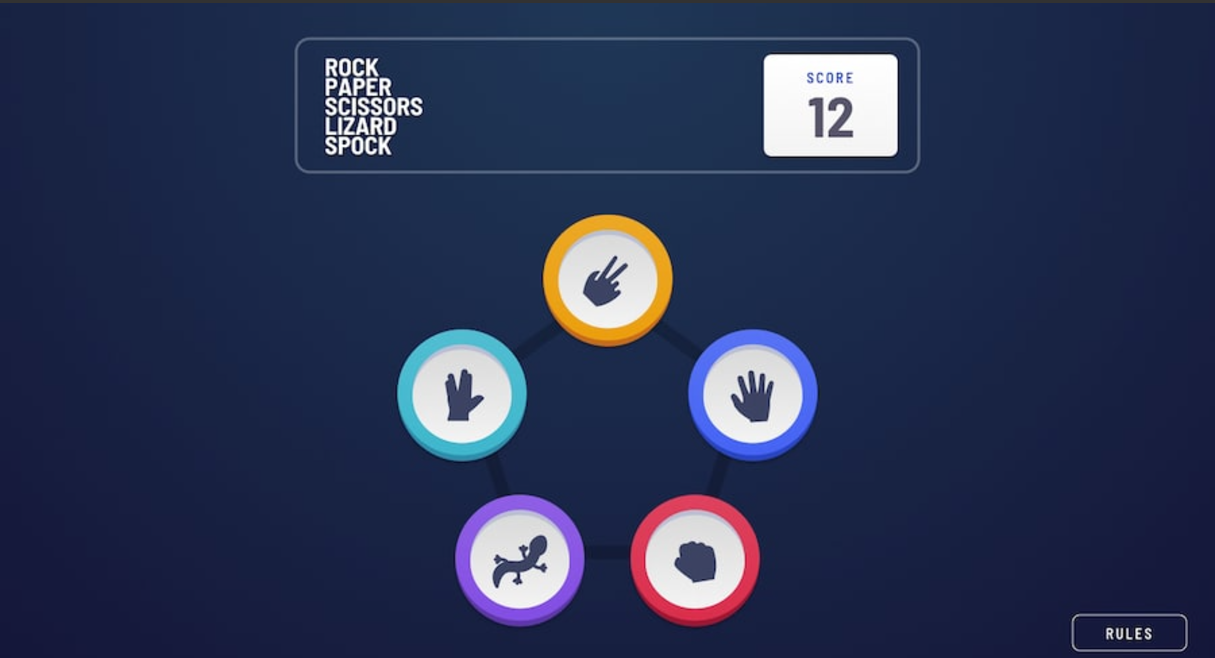 ROCK
PAPER
SCISSORS
LIZARD
SPOCK
SCORE
12
RULES